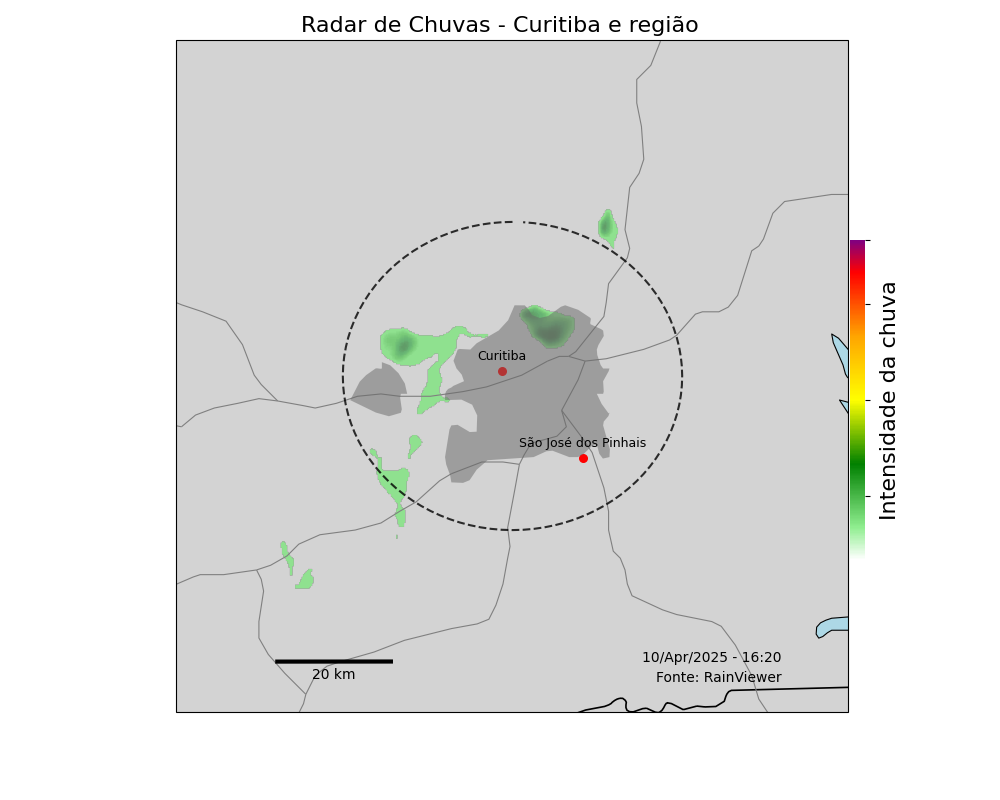 Radar de Chuvas - Curitiba e região
Curitiba
São José dos Pinhais
Intensidade da chuva
20 km
10/Apr/2025 - 16:20
Fonte: RainViewer